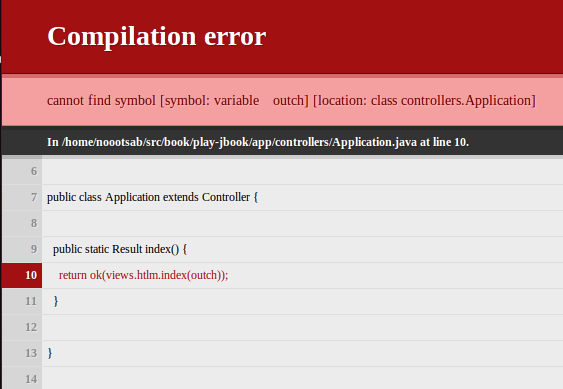 Compilation error
cannot find symbol [symbol: variable outch] [location: class controllers.Application]
In /home/noootsab/src/book/play-jbook/app/controllers/Application.java at line 10.
6
7 public class Application extends Controller {
8
9 public static Result index() {
10 return ok(views.htlm.index(outch));
11 }
12
13 }
14